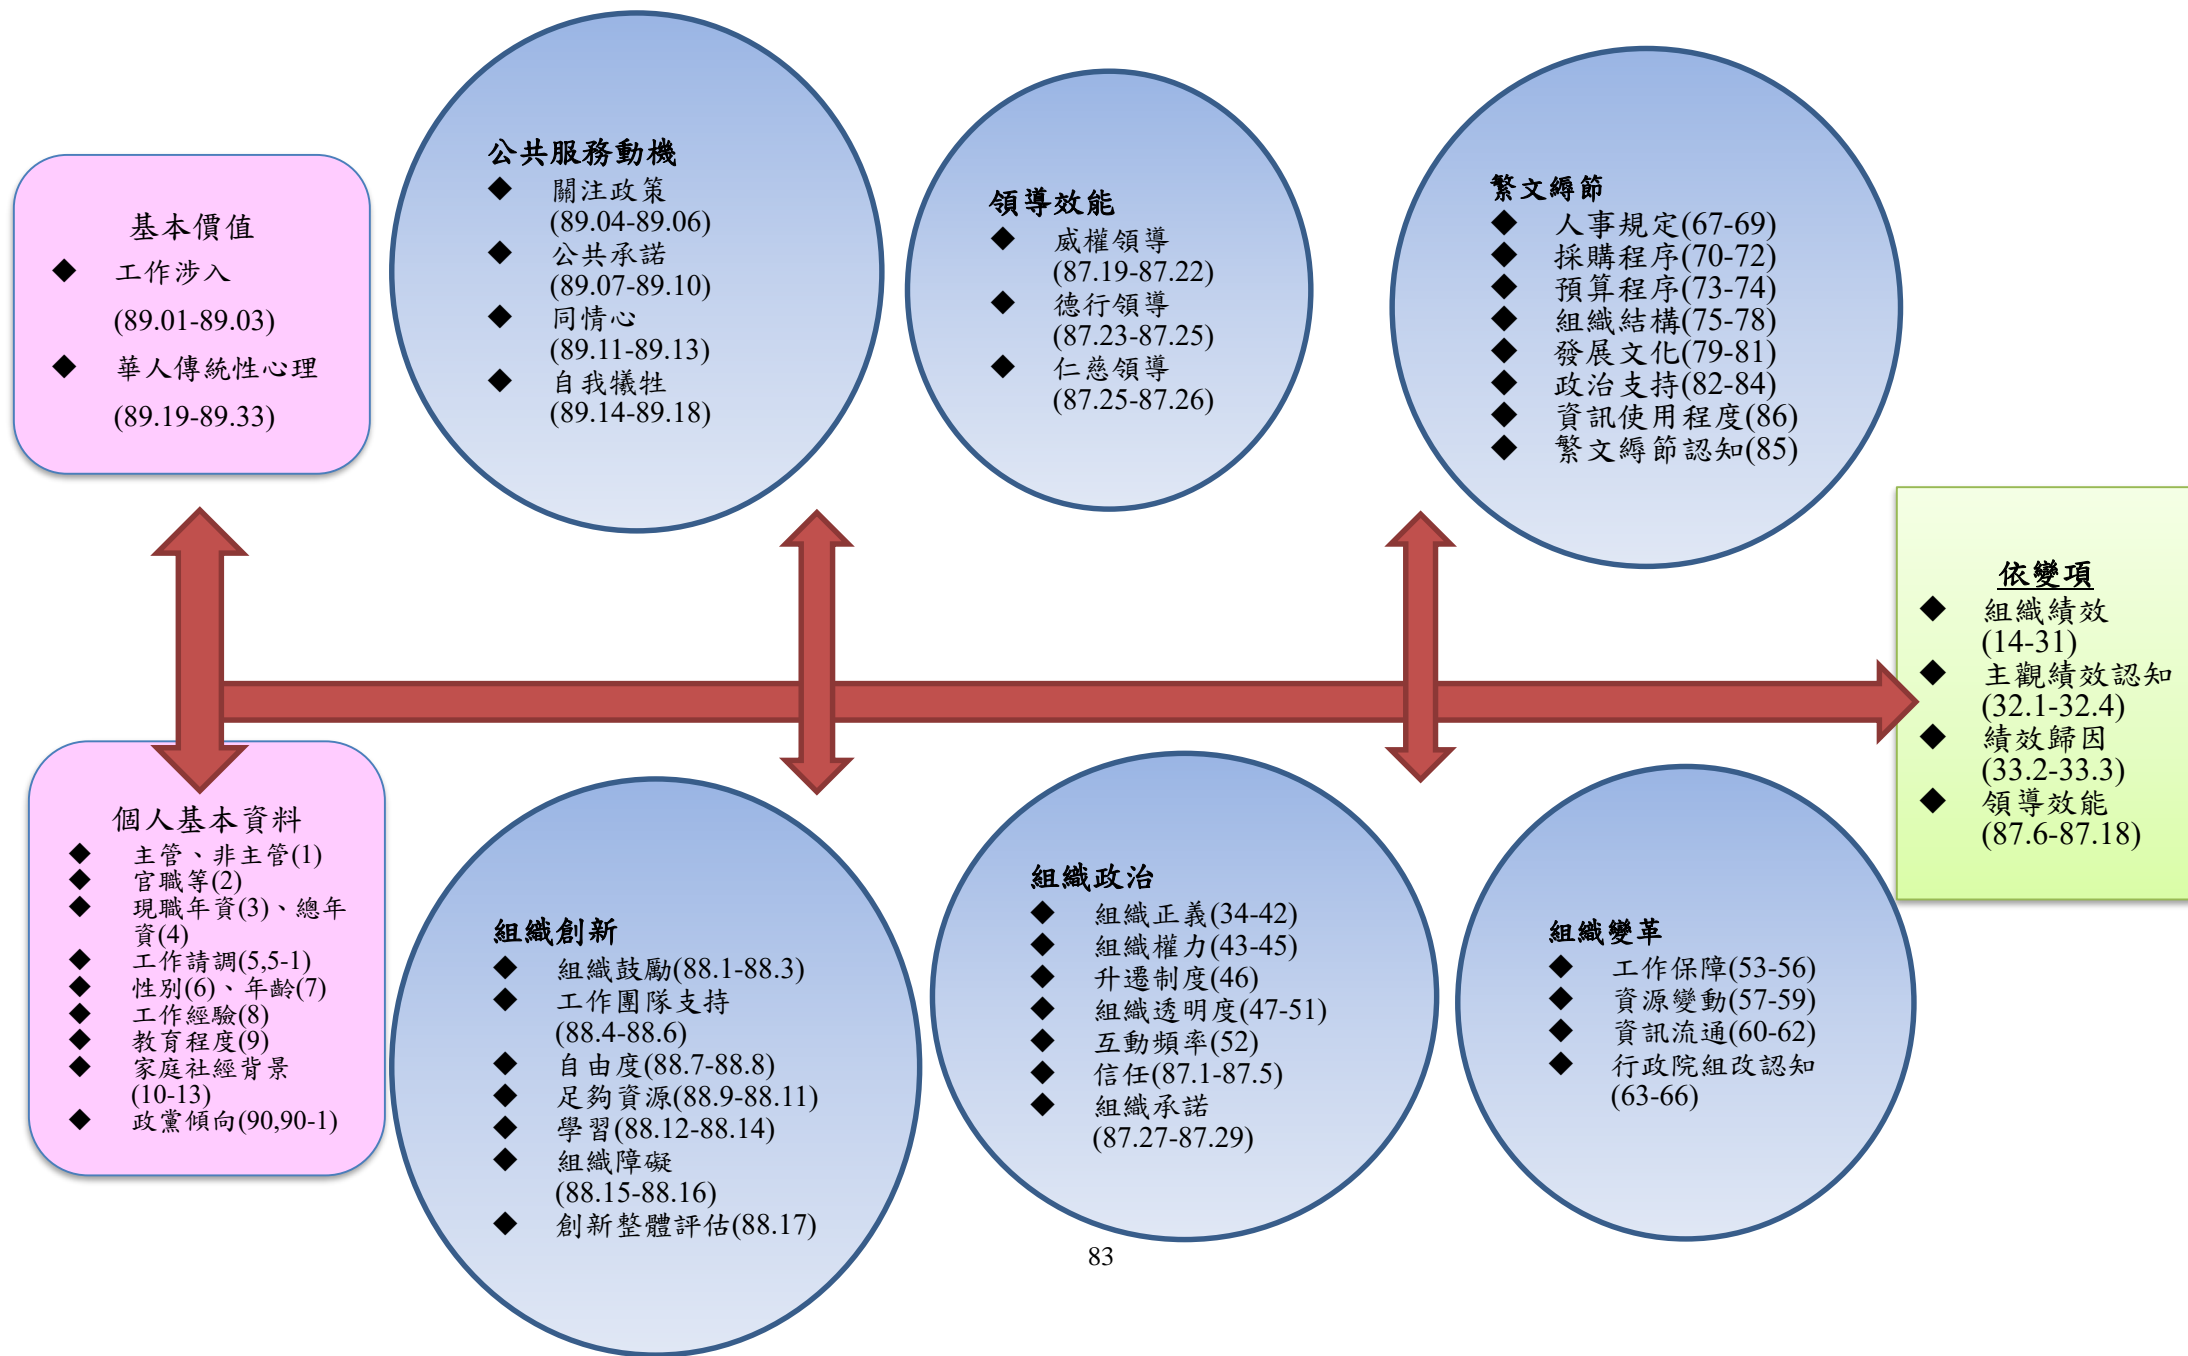 基本價值
◆ 工作涉入
(89.01-89.03)
◆ 華人傳統性心理
(89.19-89.33)
公共服務動機
◆ 關注政策
(89.04-89.06)
◆ 公共承諾
(89.07-89.10)
◆ 同情心
(89.11-89.13)
◆ 自我犧牲
(89.14-89.18)
領導效能
◆ 威權領導
(87.19-87.22)
◆ 德行領導
(87.23-87.25)
◆ 仁慈領導
(87.25-87.26)
繁文縟節
◆ 人事規定(67-69)
◆ 採購程序(70-72)
◆ 預算程序(73-74)
◆ 組織結構(75-78)
◆ 發展文化(79-81)
◆ 政治支持(82-84)
◆ 資訊使用程度(86)
◆ 繁文縟節認知(85)
依變項
◆ 組織績效
(14-31)
◆ 主觀績效認知
(32.1-32.4)
◆ 績效歸因
(33.2-33.3)
◆ 領導效能
(87.6-87.18)
個人基本資料
◆ 主管、非主管(1)
◆ 官職等(2)
◆ 現職年資(3)、總年
資(4)
◆ 工作請調(5,5-1)
◆ 性別(6)、年齡(7)
◆ 工作經驗(8)
◆ 教育程度(9)
◆ 家庭社經背景
(10-13)
◆ 政黨傾向(90,90-1)
組織創新
◆ 組織鼓勵(88.1-88.3)
◆ 工作團隊支持
(88.4-88.6)
◆ 自由度(88.7-88.8)
◆ 足夠資源(88.9-88.11)
◆ 學習(88.12-88.14)
◆ 組織障礙
(88.15-88.16)
◆ 創新整體評估(88.17)
組織政治
◆ 組織正義(34-42)
◆ 組織權力(43-45)
◆ 升遷制度(46)
◆ 組織透明度(47-51)
◆ 互動頻率(52)
◆ 信任(87.1-87.5)
◆ 組織承諾
(87.27-87.29)
組織變革
◆ 工作保障(53-56)
◆ 資源變動(57-59)
◆ 資訊流通(60-62)
◆ 行政院組改認知
(63-66)
83